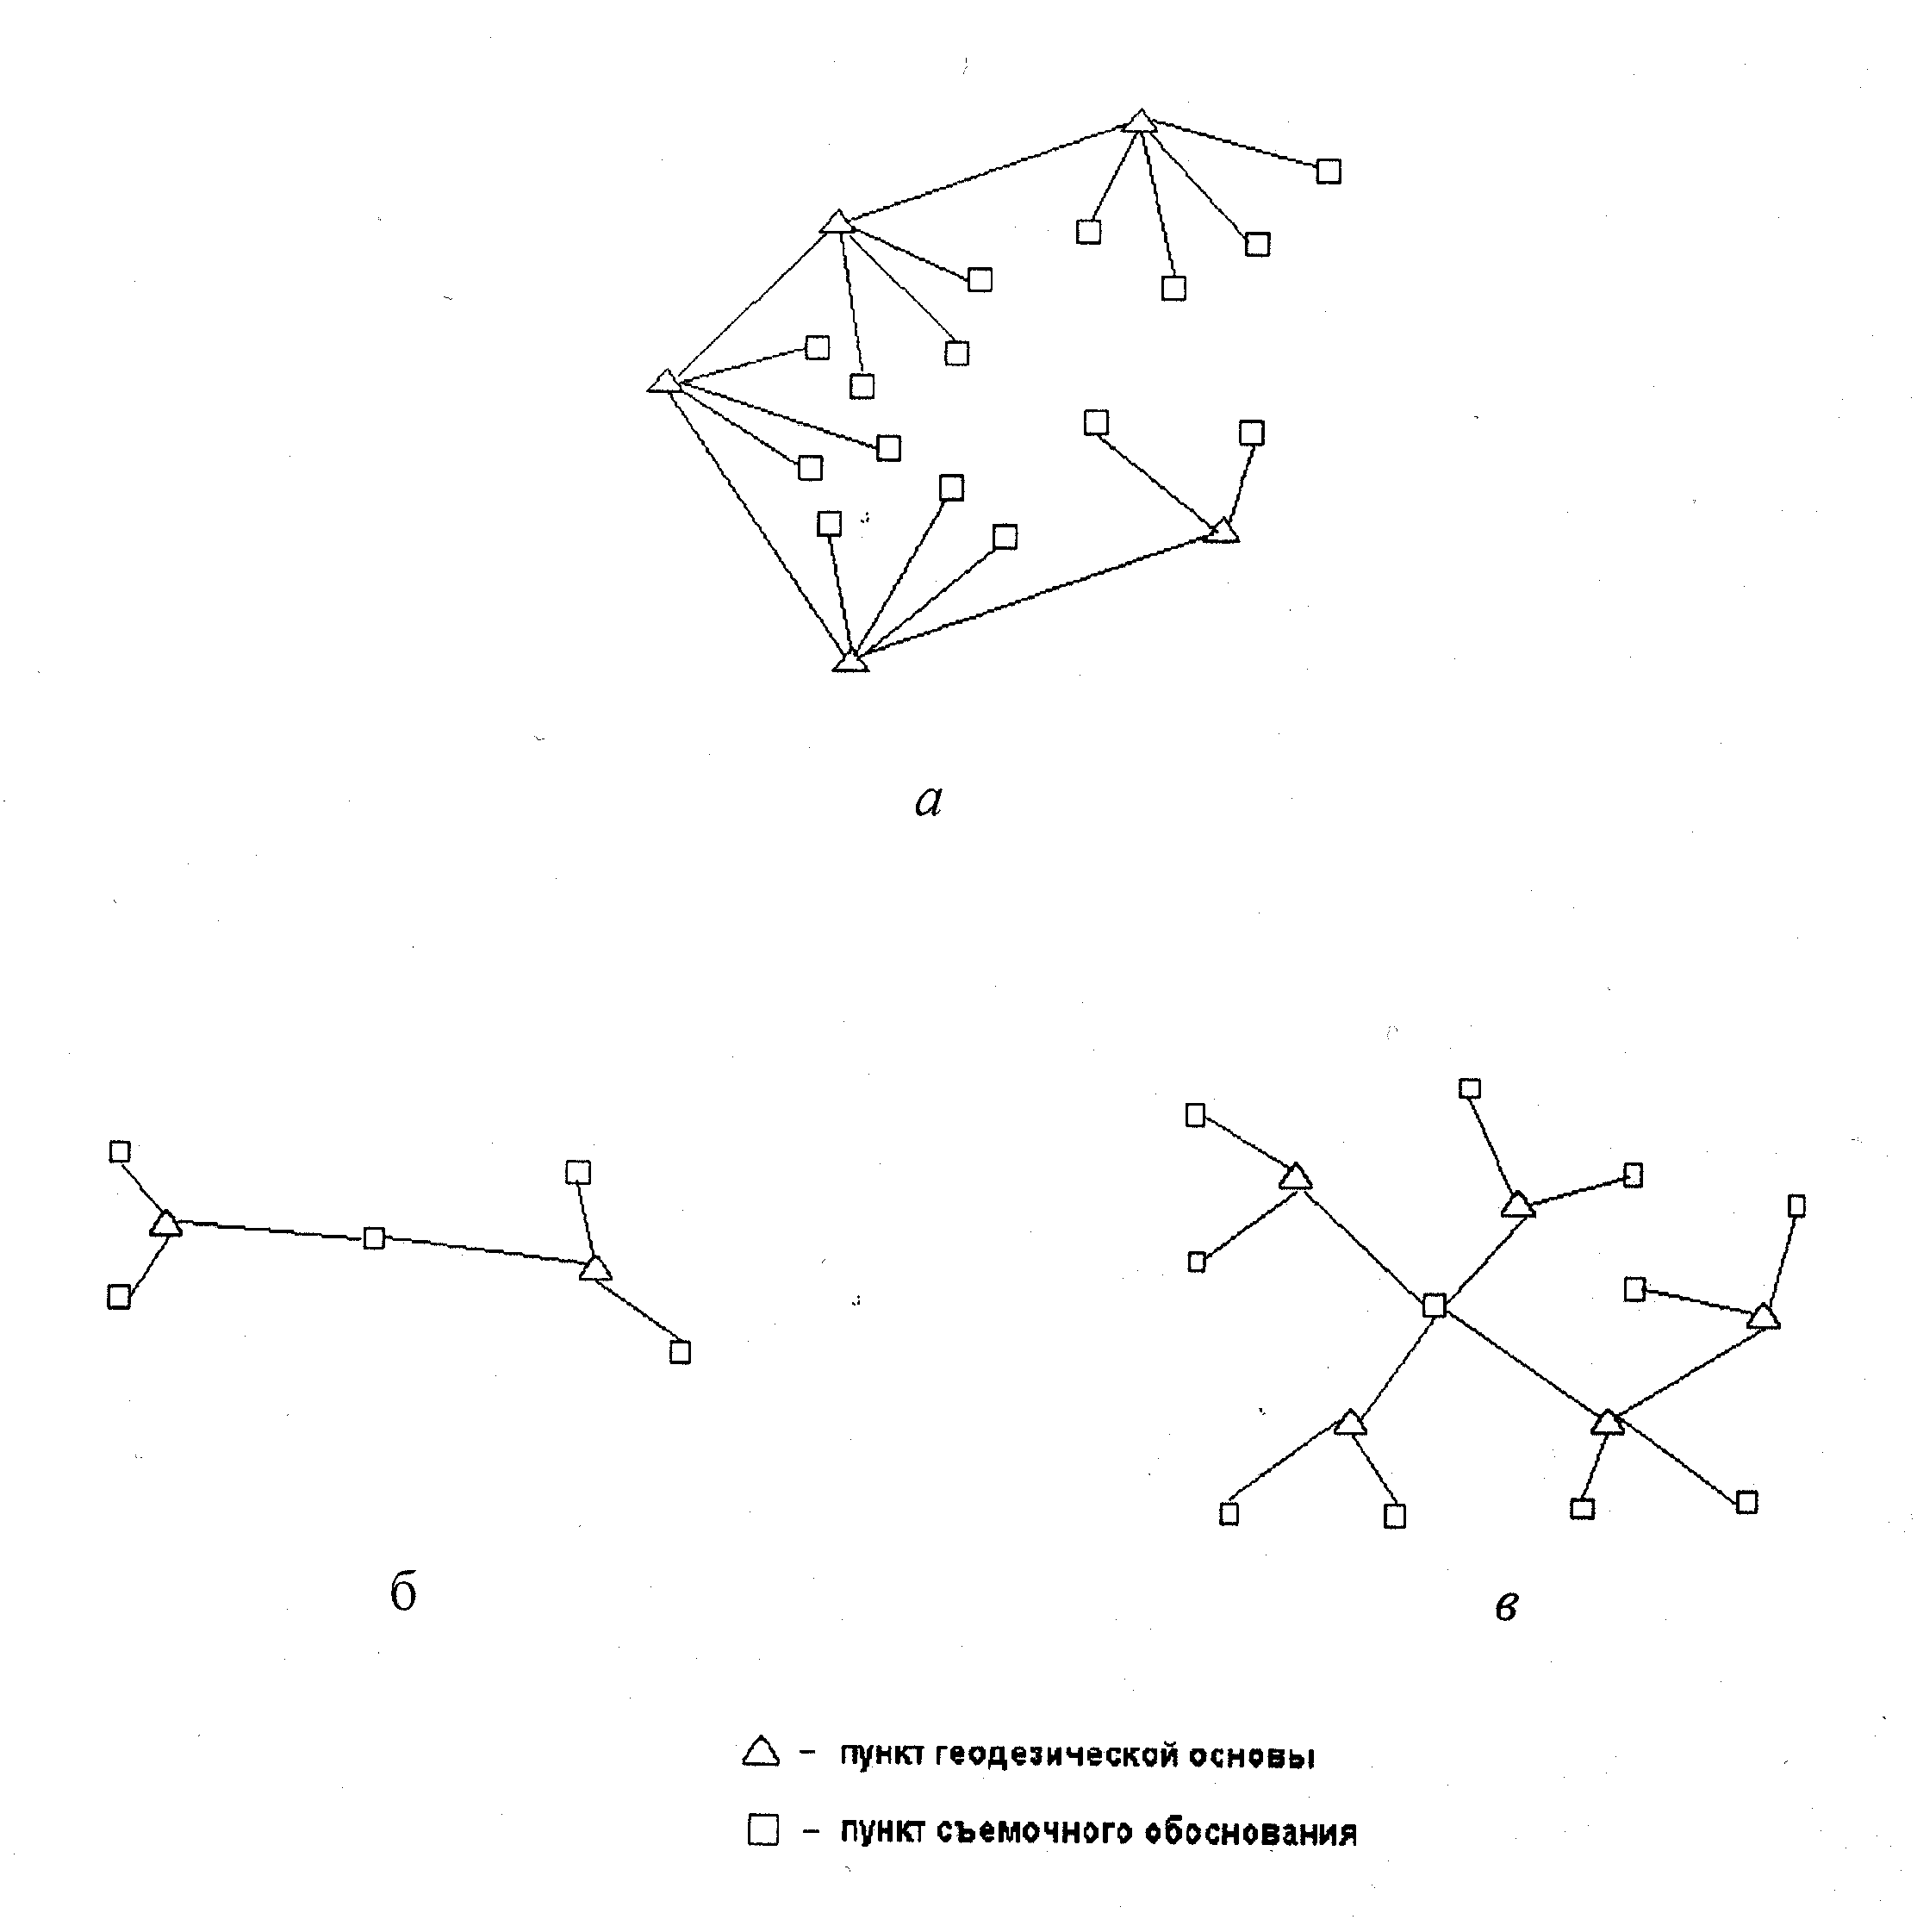 а
б
в
– пункт геодезической основы
– пункт съемочного обоснования